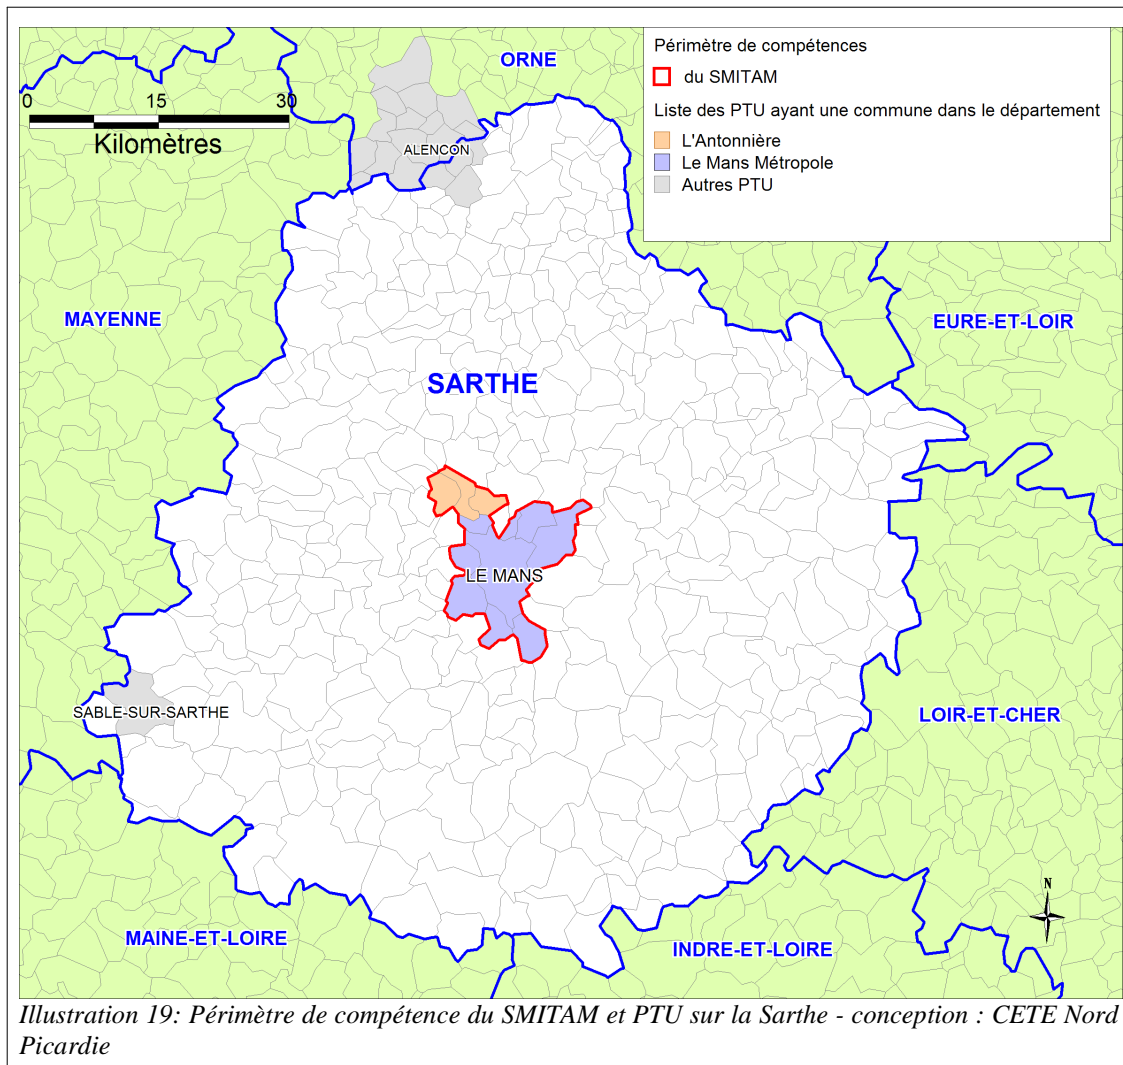 ORNE
Périmètre de compétences
du SMITAM
Liste des PTU ayant une commune dans le département
L'Antonnière
Le Mans Métropole
Autres PTU
0 15 30
Kilomètres
ALENCON
MAYENNE
EURE-ET-LOIR
SARTHE
LE MANS
SABLE-SUR-SARTHE
LOIR-ET-CHER
N
MAINE-ET-LOIRE
INDRE-ET-LOIRE
Illustration 19: Périmètre de compétence du SMITAM et PTU sur la Sarthe - conception : CETE Nord
Picardie